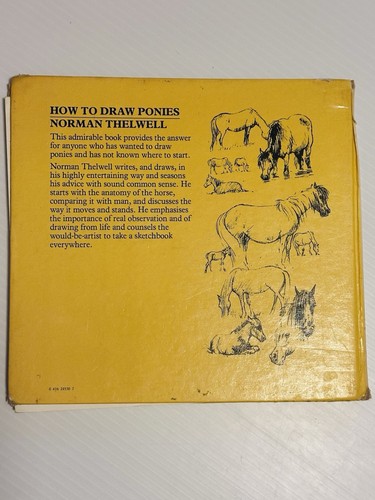 HOW TO DRAW PONIES
NORMAN THELWELL
This admirable book provides the answer
for anyone who has wanted to draw
ponies and has not known where to start.
Norman Thelwell writes, and draws, in
his highly entertaining way and seasons
his advice with sound common sense. He
starts with the anatomy of the horse,
comparing it with man, and discusses the
way it moves and stands. He emphasises
the importance of real observation and of
drawing from life and counsels the
would-be-artist to take a sketchbook
everywhere.